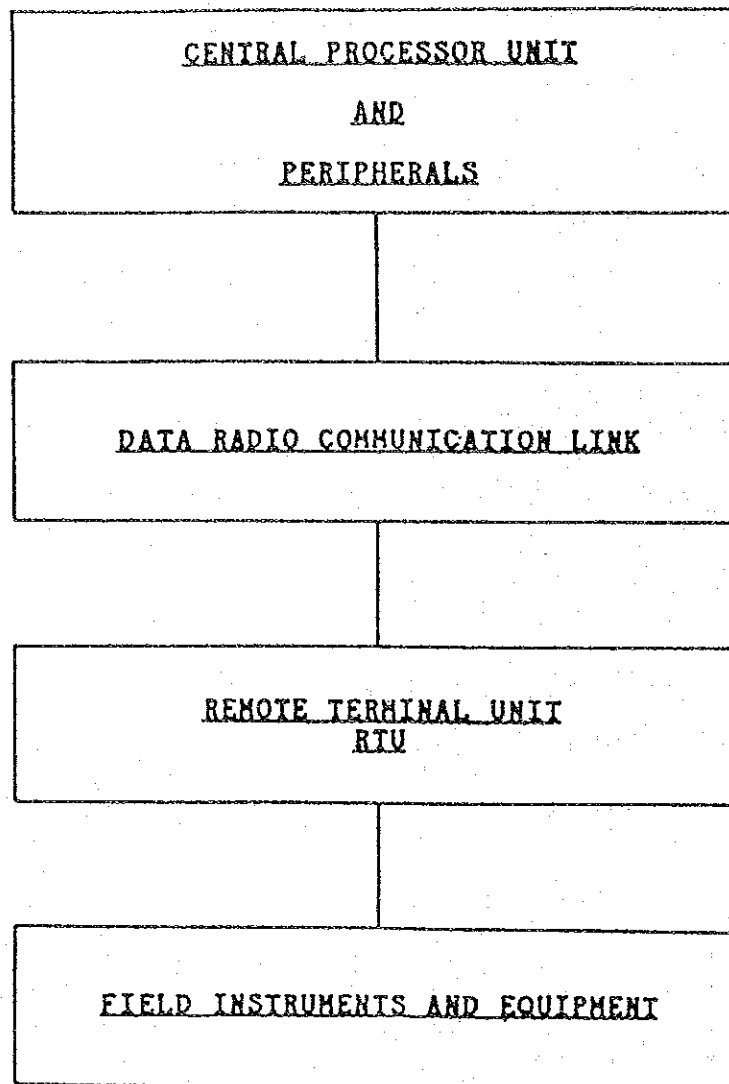 CENTRAL PROCESSOR UNIT
AND
PERIPHERALS
DATA RADIO COMMUNICATION LINK
REMOTE TERMINAL UNIT
RTU
FIELD INSTRUMENTS AND EQUIPMENT